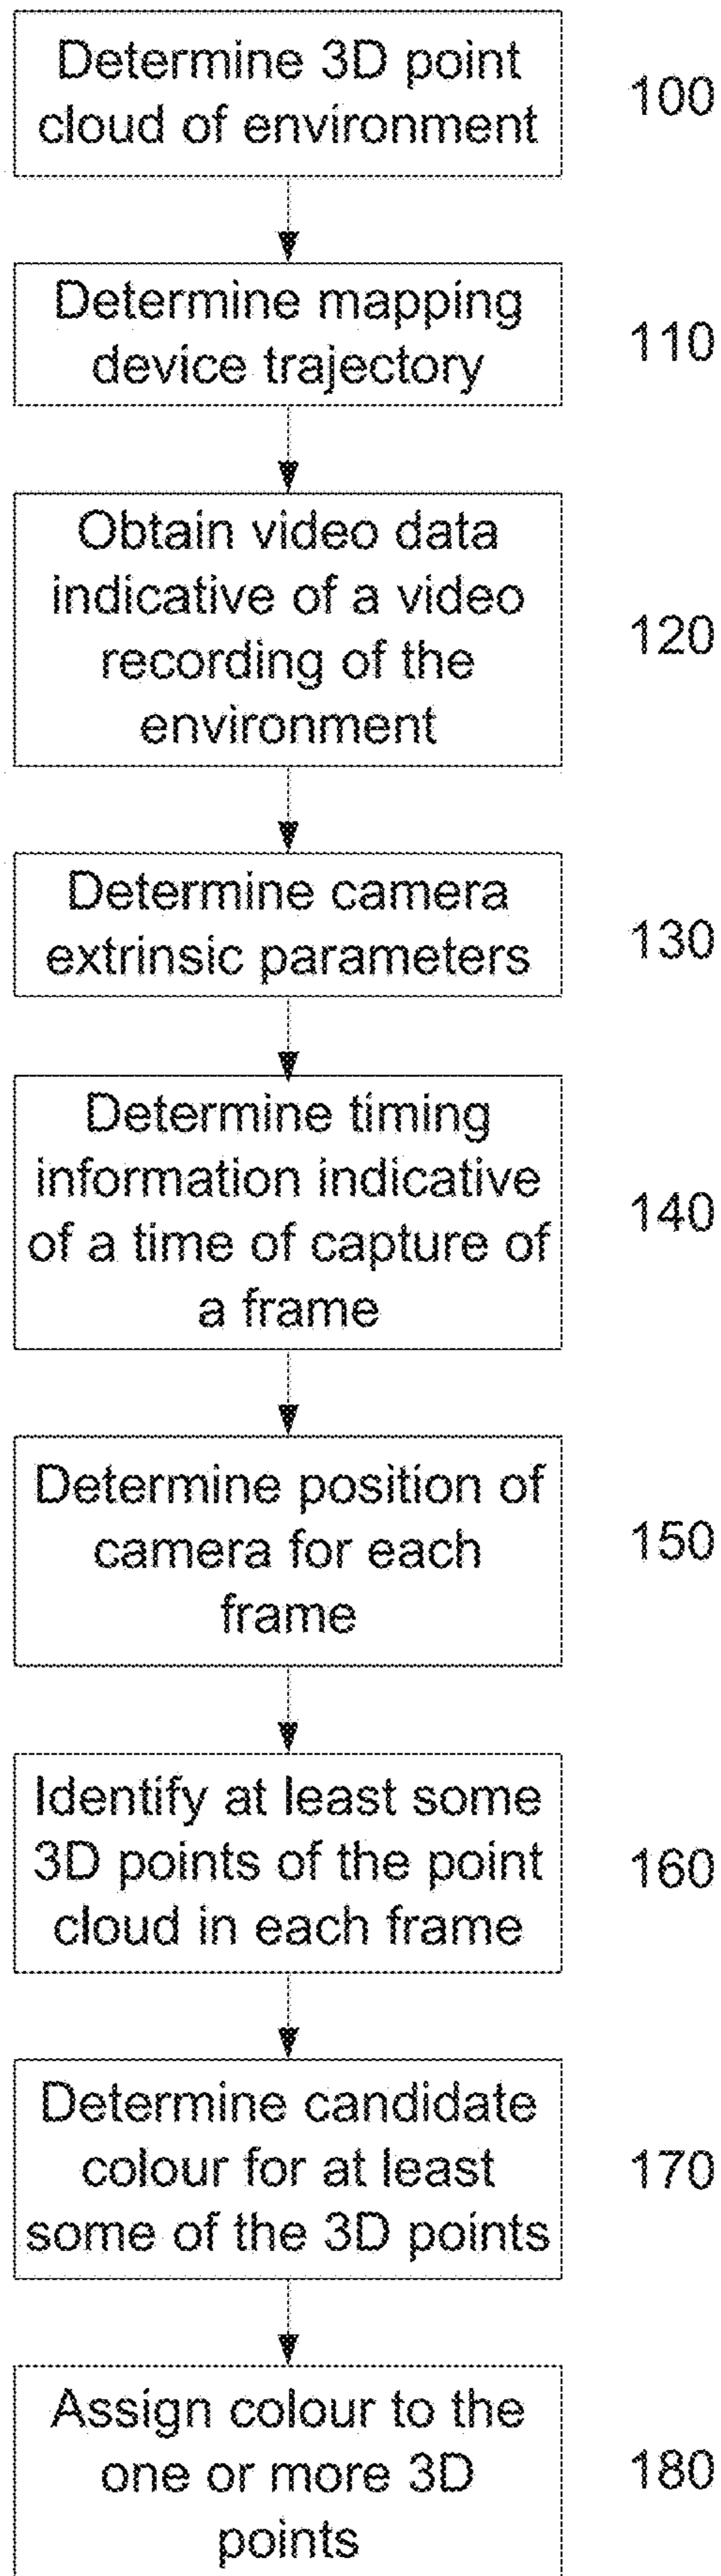 Determine 3D point
cloud of environment
100
Determine mapping
device trajectory
110
Obtain video data
indicative of a video
recording of the
environment
120
Determine camera
extrinsic parameters
130
Determine timing
information indicative
of a time of capture of
a frame
140
Determine position of
camera for each
frame
150
Identify at least some
3D points of the point
cloud in each frame
160
Determine candidate
colour for at least
some of the 3D points
170
Assign colour to the
one or more 3D
points
180